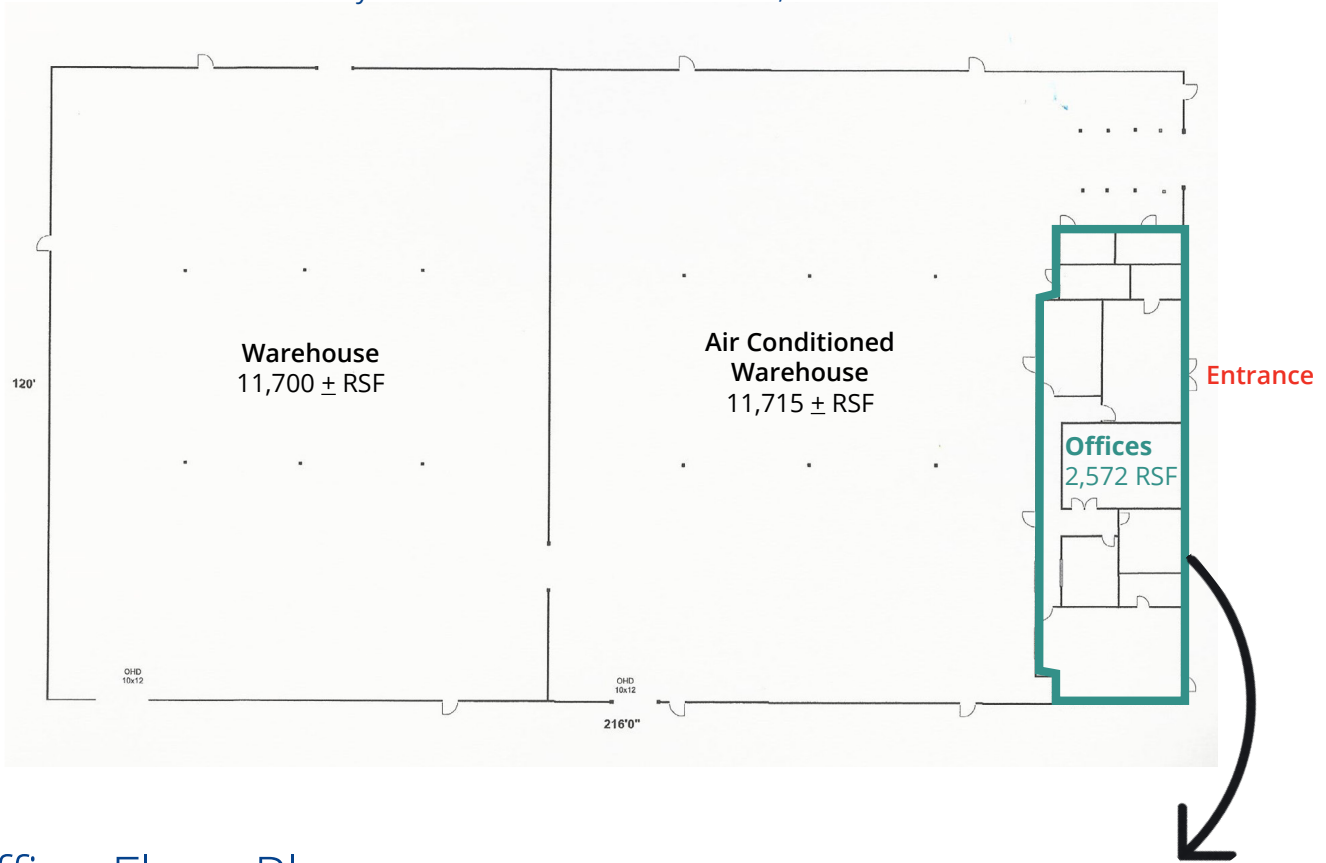 Warehouse
11,700 ± RSF
Air Conditioned
Warehouse
11,715 ± RSF
120'
Entrance
Offices
2,572 RSF
OHD
10x12
OHD
10x12
216'0"